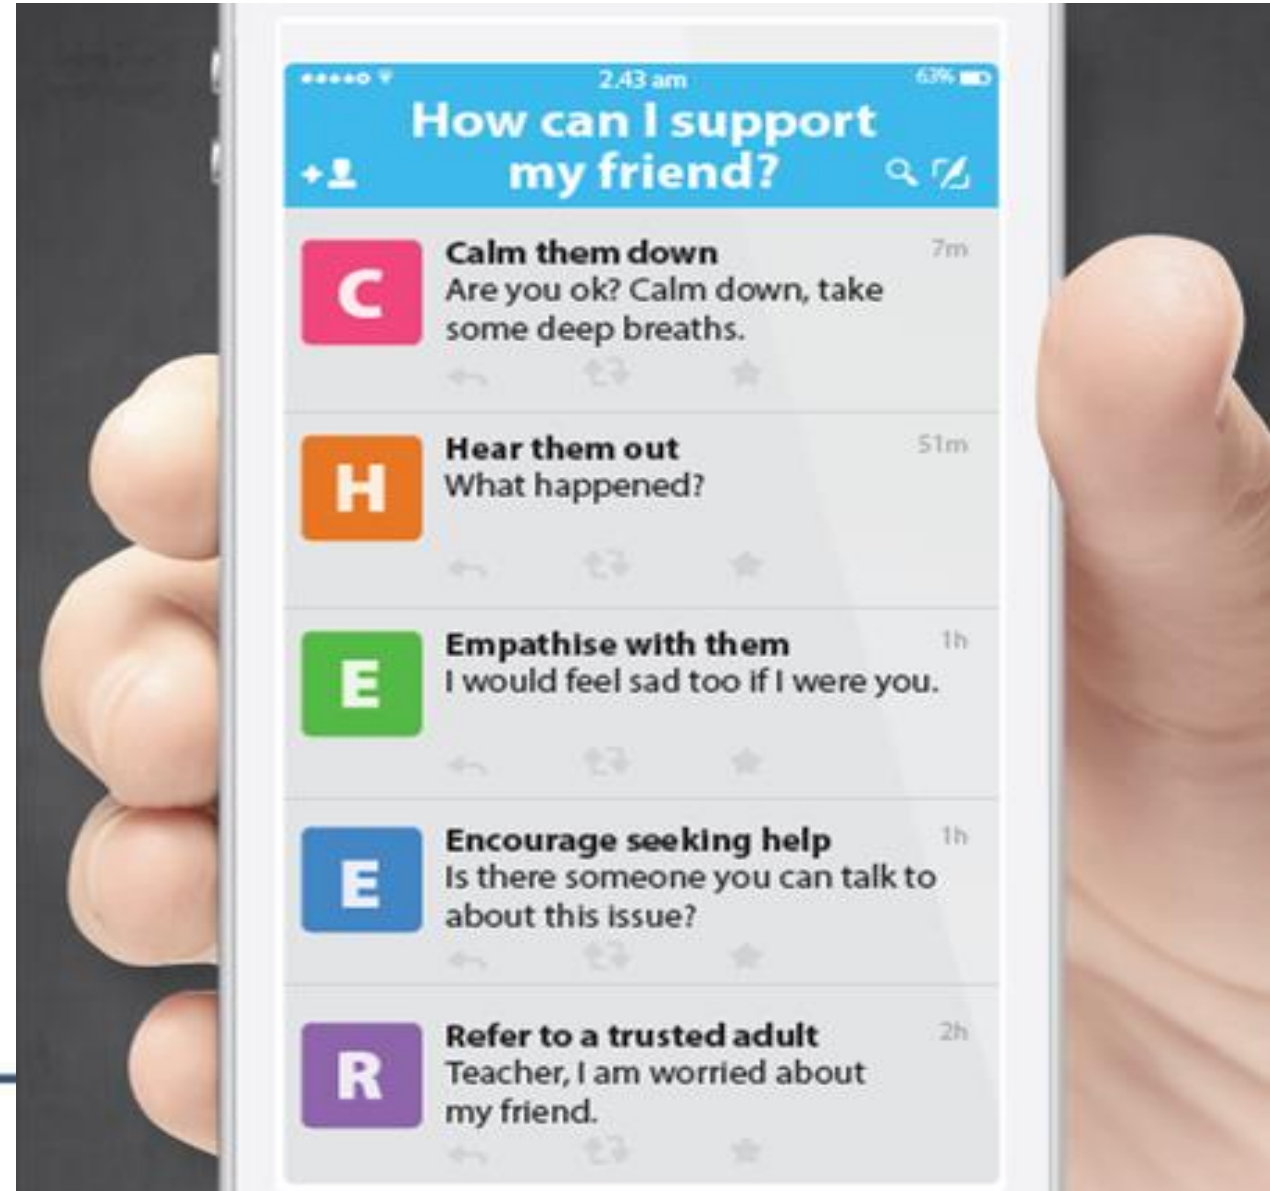 2.43 am
63%
How can I support
my friend?
C
Calm them down
7m
Are you ok? Calm down, take
some deep breaths.
H
Hear them out
51m
What happened?
E
Empathise with them
1h
I would feel sad too if I were you.
E
Encourage seeking help
1h
Is there someone you can talk to
about this issue?
R
Refer to a trusted adult
2h
Teacher, I am worried about
my friend.